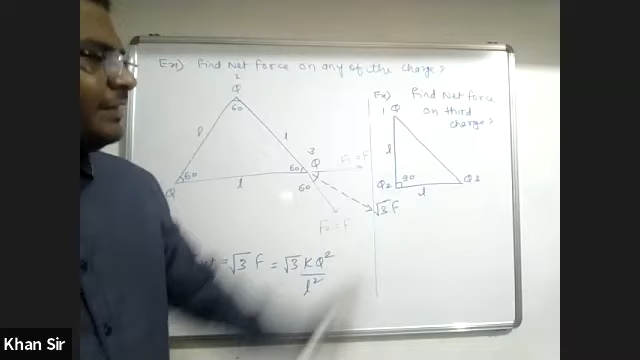 Ex) Find Net force on any of the charge?
2
Q
60
l
l
3
60
60
Q
F1 = F
Q
l
60
√3 F
F2 = F
= √3 F = √3 KQ²
l²
Ex) Find Net force
on third
charge?
1 Q
l
Q2
90
l
Q3
Khan Sir